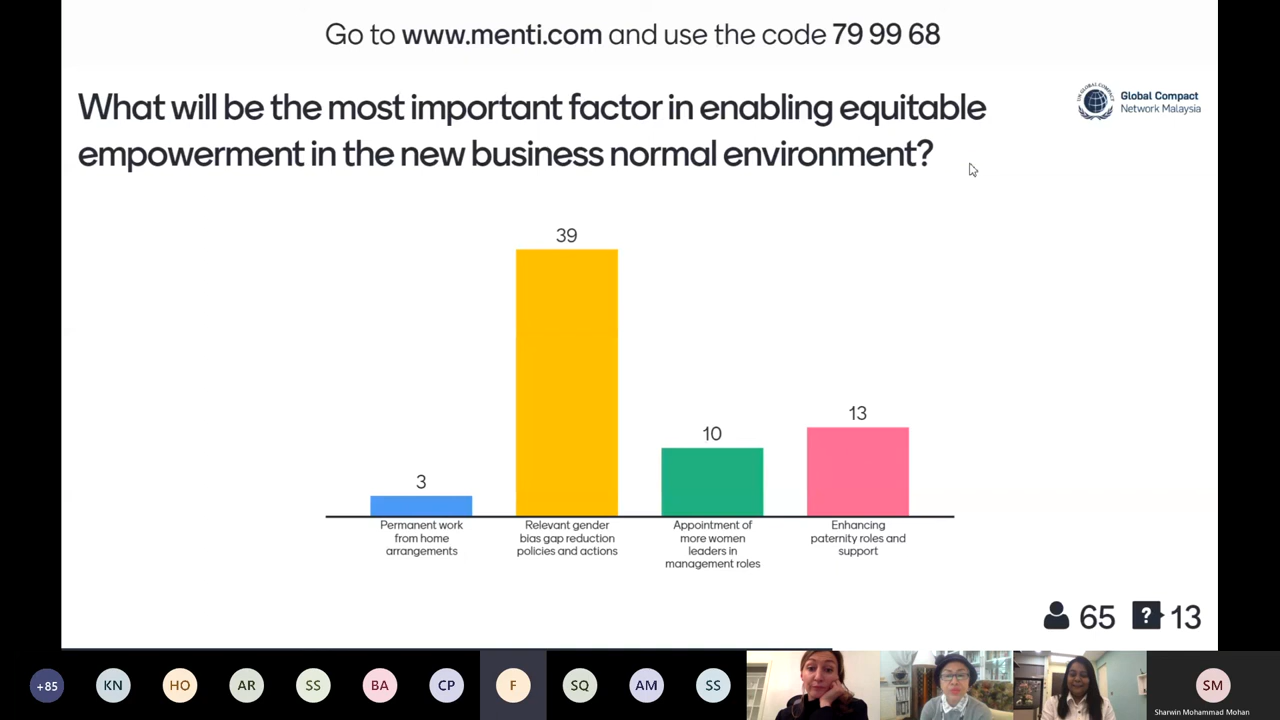 Go to www.menti.com and use the code 79 99 68
What will be the most important factor in enabling equitable
empowerment in the new business normal environment?
Global Compact
Network Malaysia
39
13
10
3
Permanent work
from home
arrangements
Relevant gender
bias gap reduction
policies and actions
Appointment of
more women
leaders in
management roles
Enhancing
paternity roles and
support
65
? 13
+85
KN
HO
AR
SS
BA
CP
F
SQ
AM
SS
SM
Sharwin Mohammad Mohan